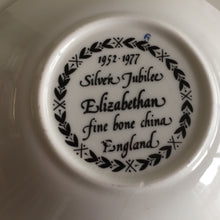 1952-1977
Silver Jubilee
Elizabethan
fine bone china
England